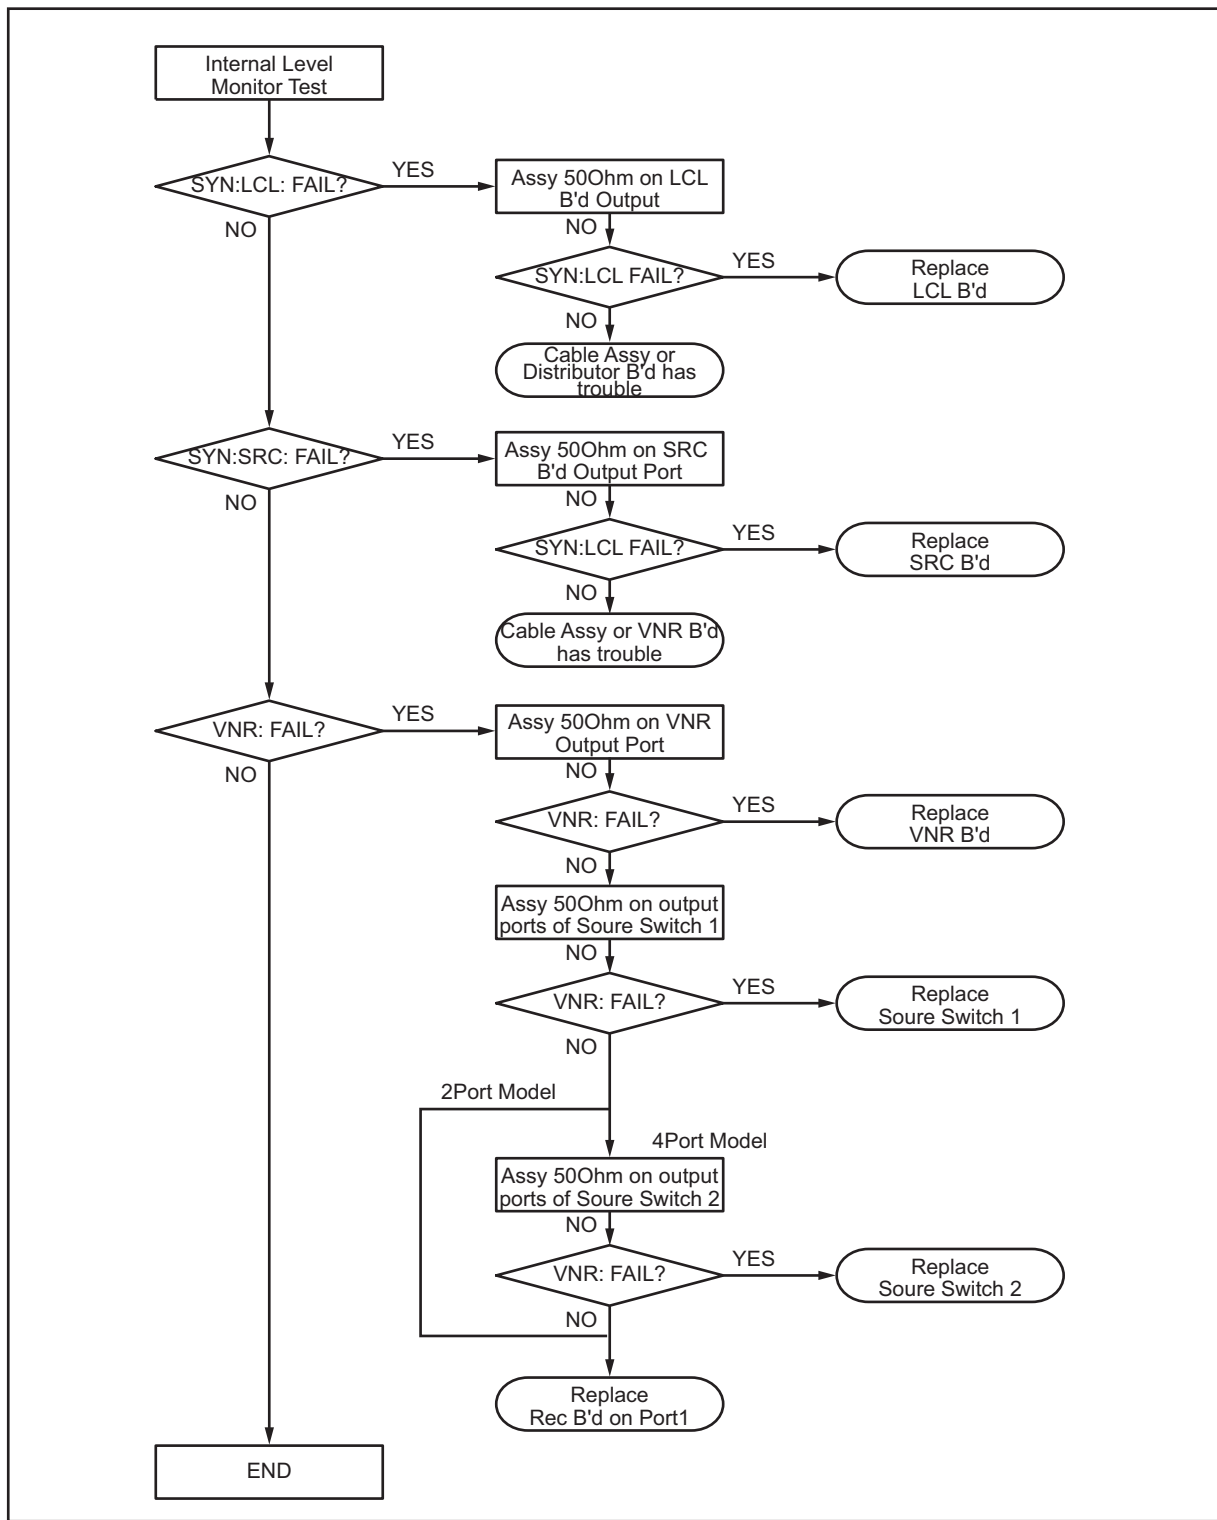 Internal Level
Monitor Test
SYN:LCL: FAIL?
YES
Assy 50Ohm on LCL
B'd Output
NO
NO
SYN:LCL FAIL?
YES
Replace
LCL B'd
NO
Cable Assy or
Distributor B'd has
trouble
SYN:SRC: FAIL?
YES
Assy 50Ohm on SRC
B'd Output Port
NO
NO
SYN:LCL FAIL?
YES
Replace
SRC B'd
NO
Cable Assy or VNR B'd
has trouble
VNR: FAIL?
YES
Assy 50Ohm on VNR
Output Port
NO
NO
VNR: FAIL?
YES
Replace
VNR B'd
NO
Assy 50Ohm on output
ports of Soure Switch 1
NO
VNR: FAIL?
YES
Replace
Soure Switch 1
NO
2Port Model
4Port Model
Assy 50Ohm on output
ports of Soure Switch 2
NO
VNR: FAIL?
YES
Replace
Soure Switch 2
NO
Replace
Rec B'd on Port1
END